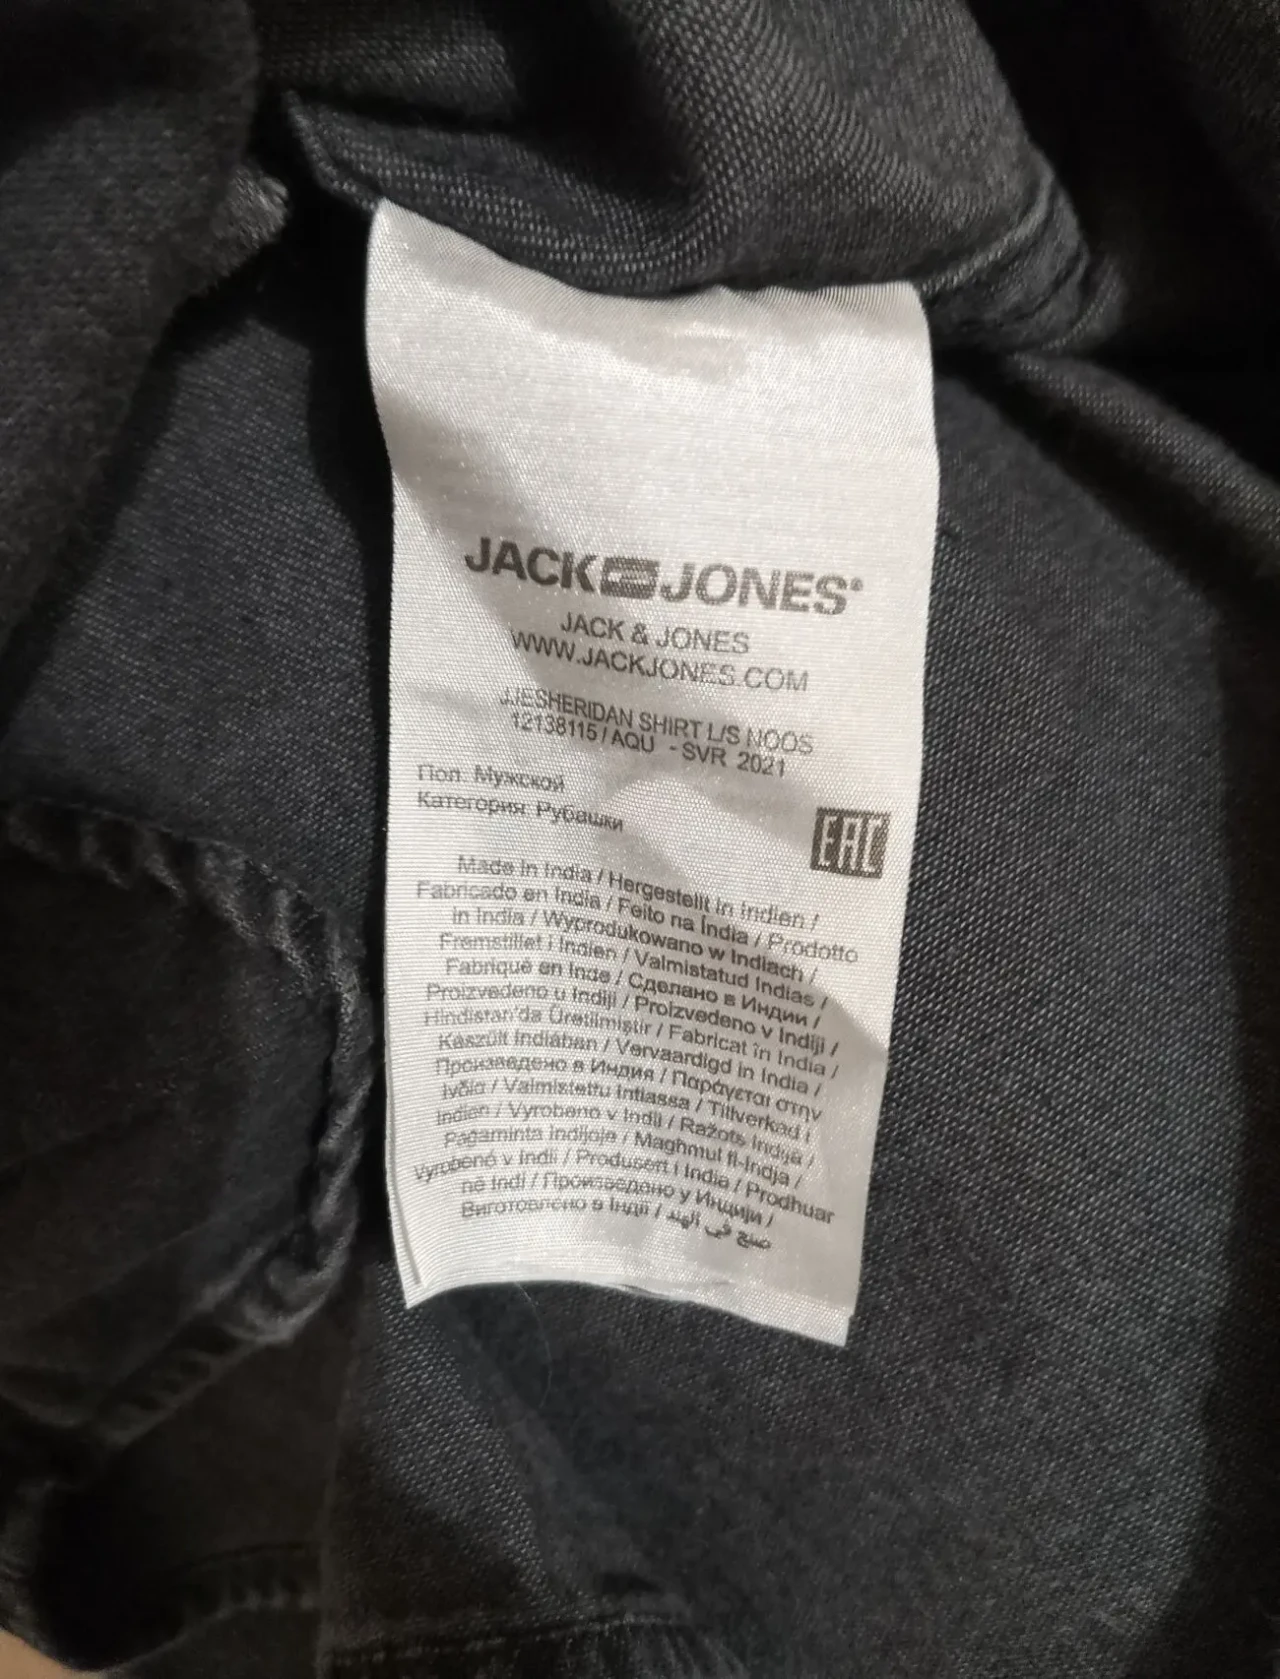 JACK JONES®
JACK & JONES
WWW.JACKJONES.COM
JJESHERIDAN SHIRT L/S NOOS
12138115 / AQU - SVR 2021
Пол: Мужской
Категория: Рубашки
EAC
Made in India / Hergestellt in Indien /
Fabricado en India / Feito na Índia / Prodotto
in India / Wyprodukowano w Indiach /
Fremstillet i Indien / Valmistatud Indias /
Fabriqué en Inde / Сделано в Индии /
Proizvedeno u Indiji / Proizvedeno v Indiji /
Hindistan'da Üretilmiştir / Fabricat în India /
Készült Indiában / Vervaardigd in India /
Произведено в Индия / Παράγεται στην
Ινδία / Valmistettu Intiassa / Tillverkad i
Indien / Vyrobeno v Indii / Ražots Indijā /
Pagaminta Indijoje / Maghmul fl-Indja /
Vyrobené v Indii / Produsert i India / Prodhuar
në Indi / Произведено у Индији /
Виготовлено в Індії / صنع في الهند